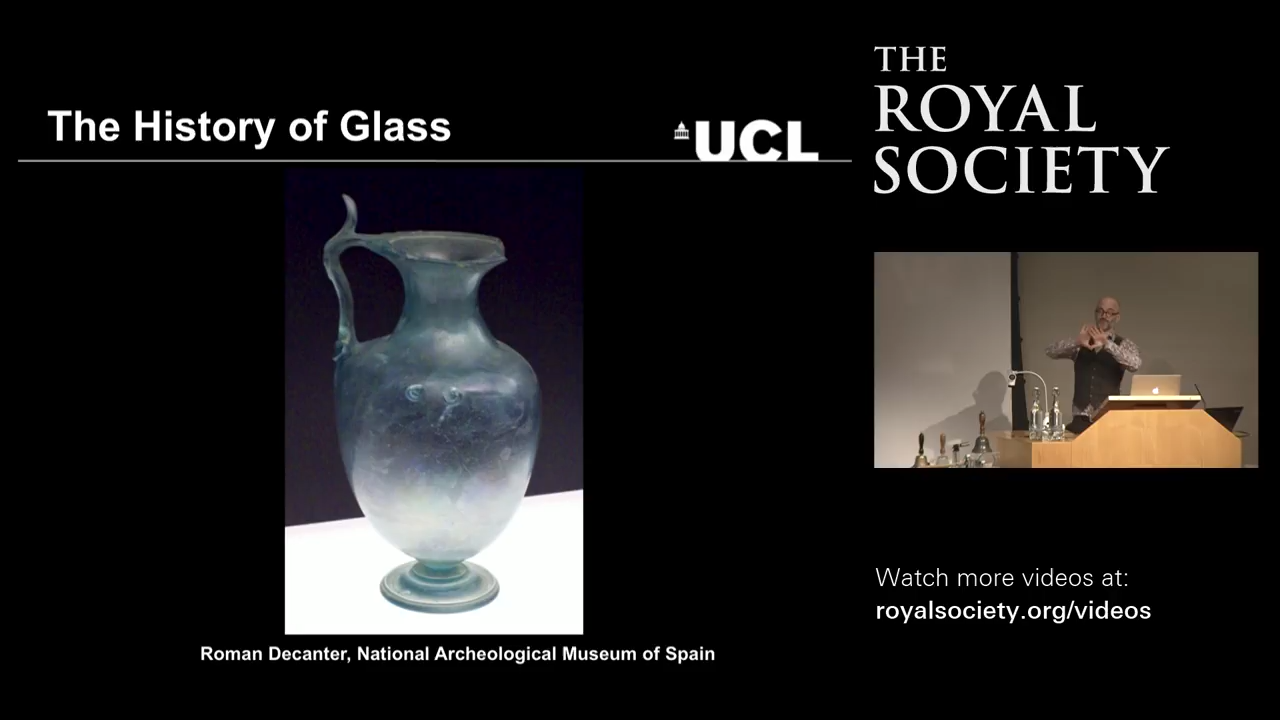 The History of Glass
UCL
Roman Decanter, National Archeological Museum of Spain
THE
ROYAL
SOCIETY
Watch more videos at:
royalsociety.org/videos